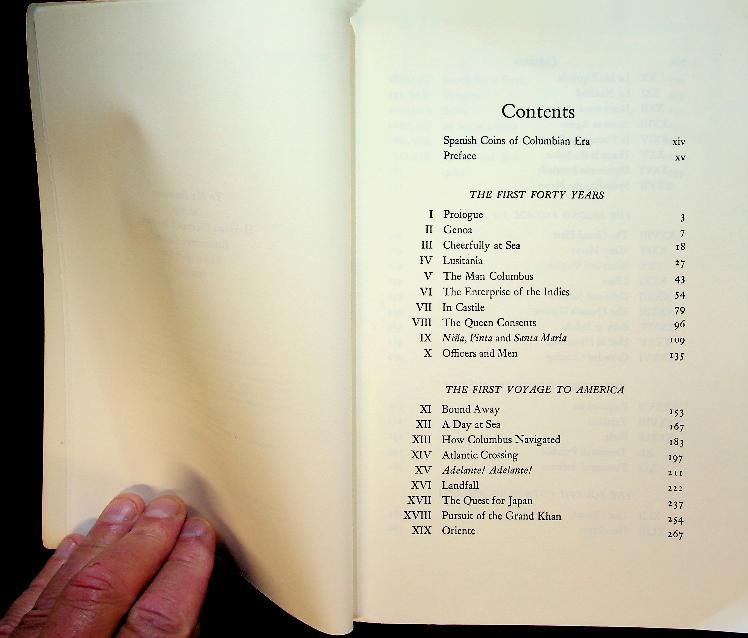 Contents
Spanish Coins of Columbian Era xiv
Preface xv
THE FIRST FORTY YEARS
I Prologue 3
II Genoa 7
III Cheerfully at Sea 18
IV Lusitania 27
V The Man Columbus 43
VI The Enterprise of the Indies 54
VII In Castile 79
VIII The Queen Consents 96
IX Niña, Pinta and Santa María 109
X Officers and Men 135
THE FIRST VOYAGE TO AMERICA
XI Bound Away 153
XII A Day at Sea 167
XIII How Columbus Navigated 183
XIV Atlantic Crossing 197
XV Adelante! Adelante! 211
XVI Landfall 222
XVII The Quest for Japan 237
XVIII Pursuit of the Grand Khan 254
XIX Oriente 267